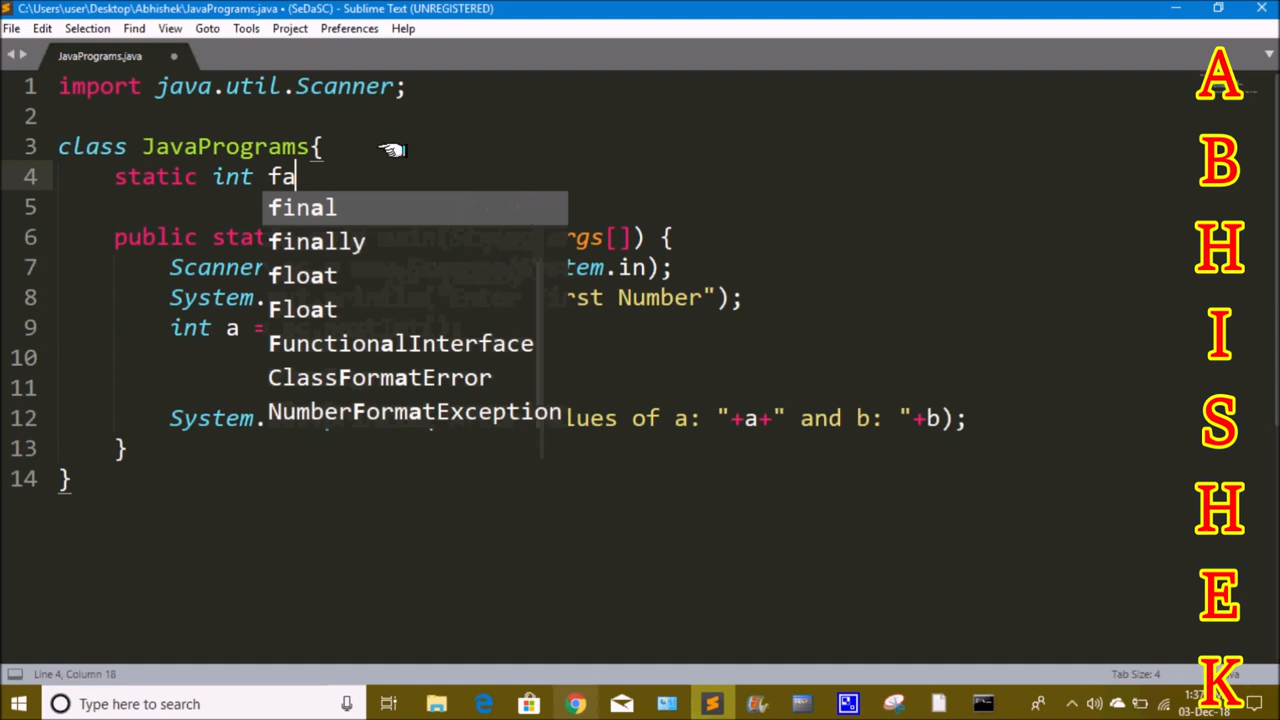 C:\Users\user\Desktop\Abhishek\JavaPrograms.java • (SeDaSC) - Sublime Text (UNREGISTERED)
File Edit Selection Find View Goto Tools Project Preferences Help
JavaPrograms.java
1 import java.util.Scanner;
2
3 class JavaPrograms{
4 static int fa
5 final
6 public stat rgs[]) {
finally
7 Scanner tem.in);
float
8 System. rst Number");
Float
9 int a =
10 FunctionalInterface
11 ClassFormatError
NumberFormatException
12 System. lues of a: "+a+" and b: "+b);
13 }
14 }
A
B
H
I
S
H
E
K
Line 4, Column 18
Tab Size: 4
Type here to search
03-Dec-18